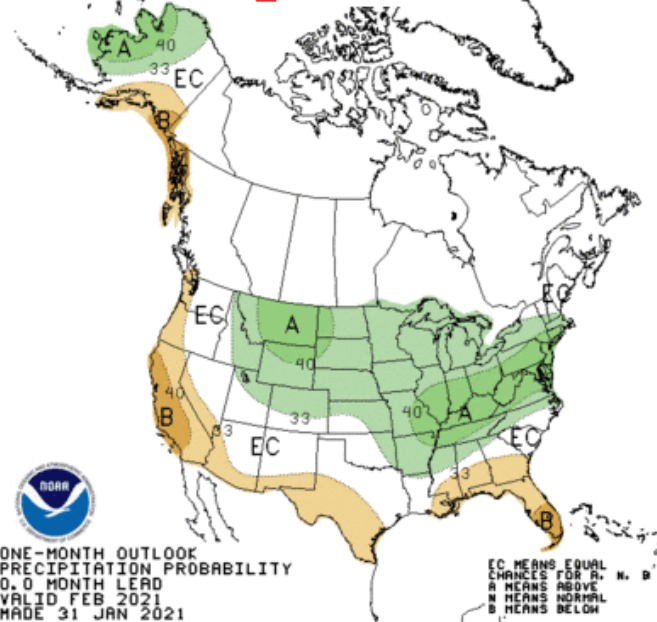 A
40
33
EC
B
EC
A
EC
40
40
40
A
B
33
33
EC
EC
33
B
NOAA
ONE-MONTH OUTLOOK
PRECIPITATION PROBABILITY
0.0 MONTH LEAD
VALID FEB 2021
MADE 31 JAN 2021
EC MEANS EQUAL
CHANCES FOR A, N, B
A MEANS ABOVE
N MEANS NORMAL
B MEANS BELOW